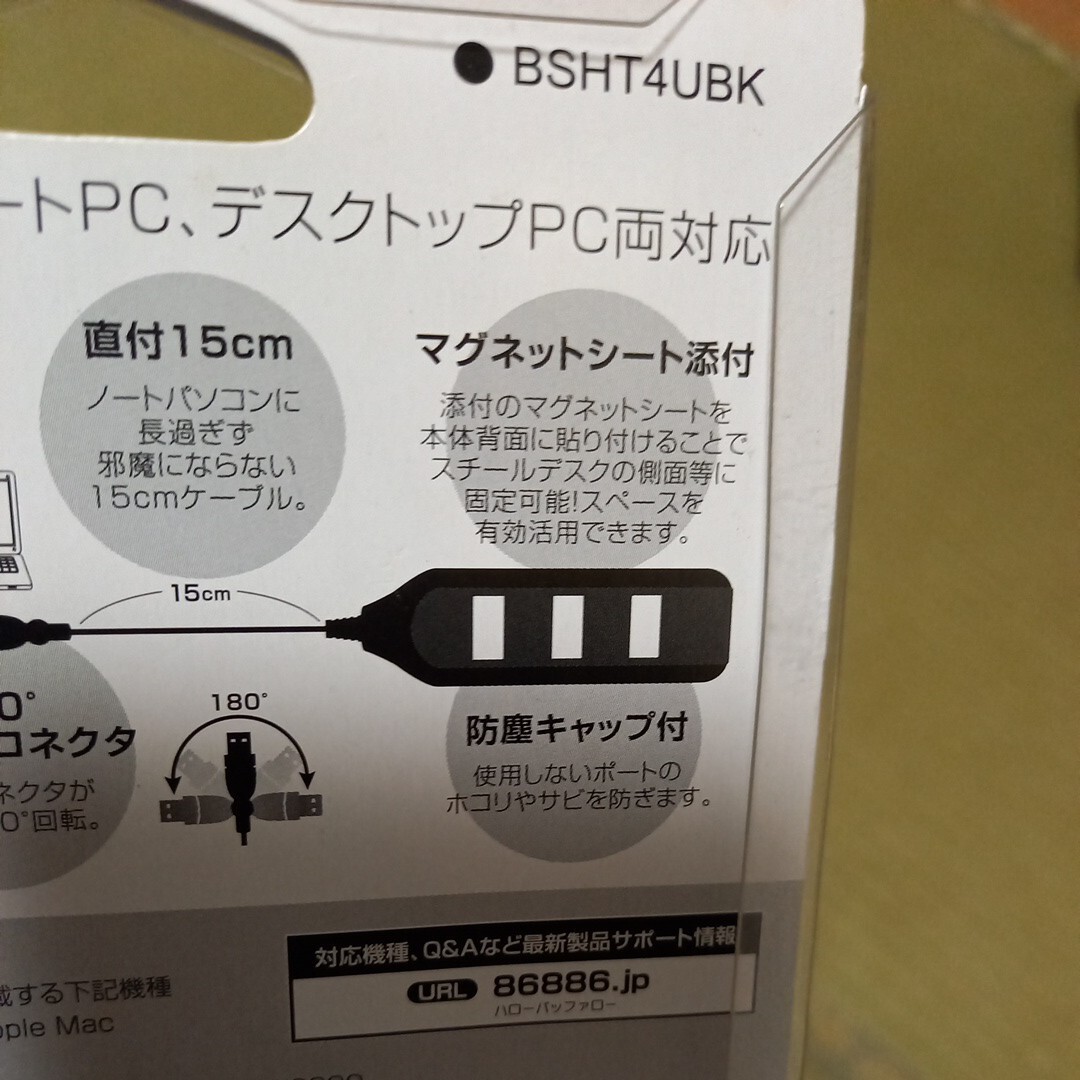 ● BSHT4UBK
ートPC、デスクトップPC両対応
直付15cm
ノートパソコンに
長過ぎず
邪魔にならない
15cmケーブル。
マグネットシート添付
添付のマグネットシートを
本体背面に貼り付けることで
スチールデスクの側面等に
固定可能!スペースを
有効活用できます。
15cm
0°
コネクタ
ネクタが
0°回転。
180°
防塵キャップ付
使用しないポートの
ホコリやサビを防ぎます。
対応機種、Q&Aなど最新製品サポート情報
URL 86886.jp
ハローバッファロー
載する下記機種
pple Mac